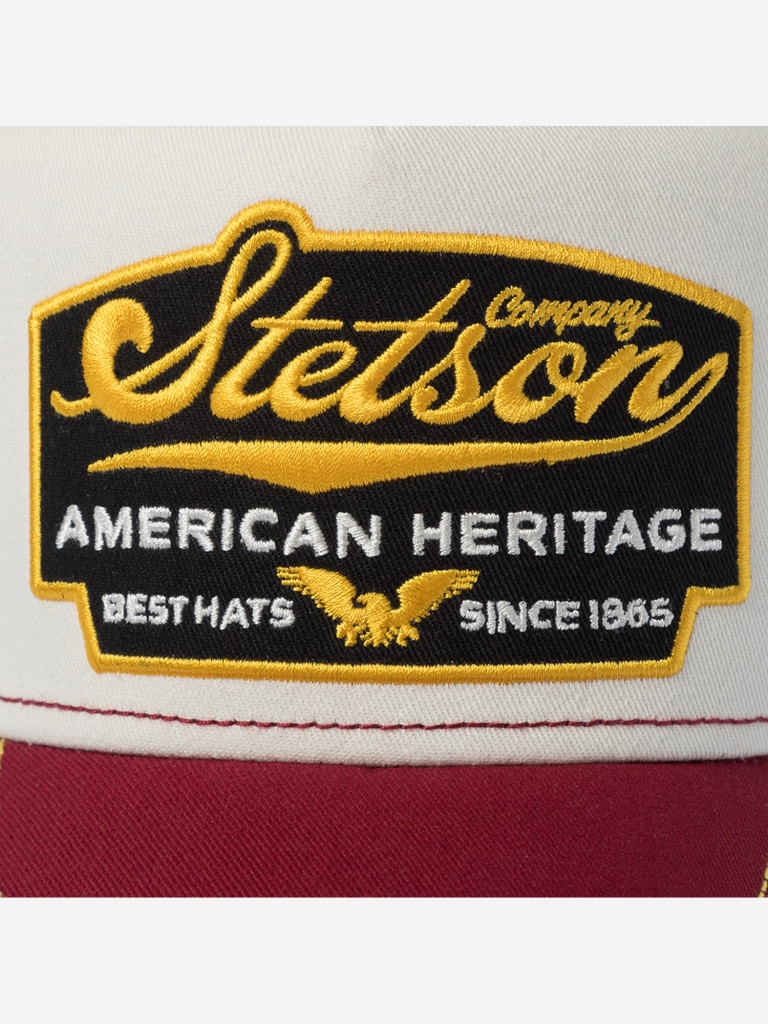 Stetson Company
AMERICAN HERITAGE
BEST HATS SINCE 1865